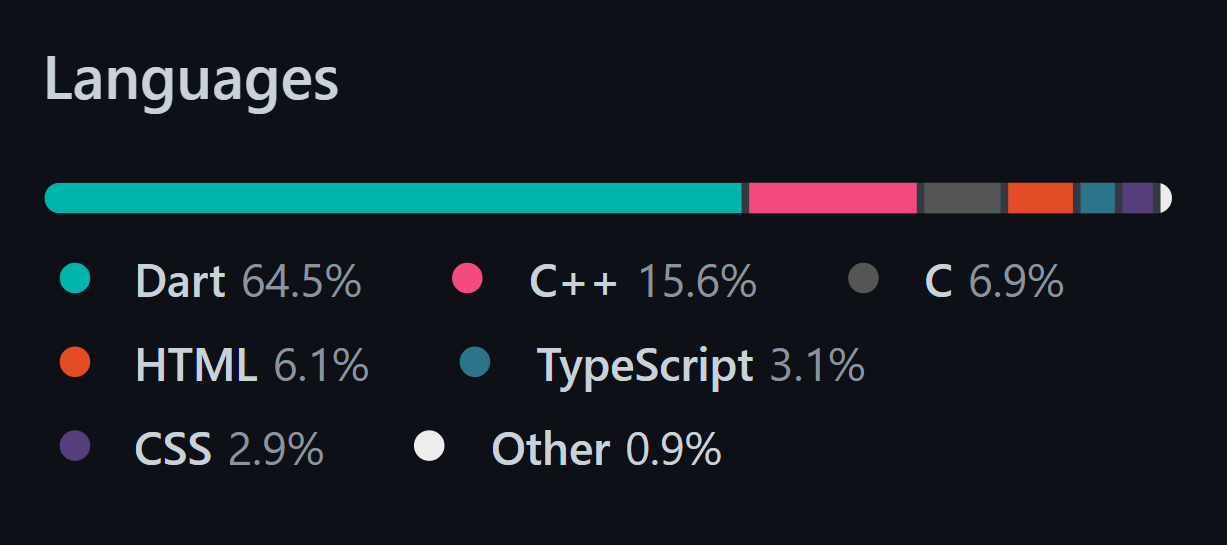 Languages
Dart 64.5% C++ 15.6% C 6.9%
HTML 6.1% TypeScript 3.1%
CSS 2.9% Other 0.9%